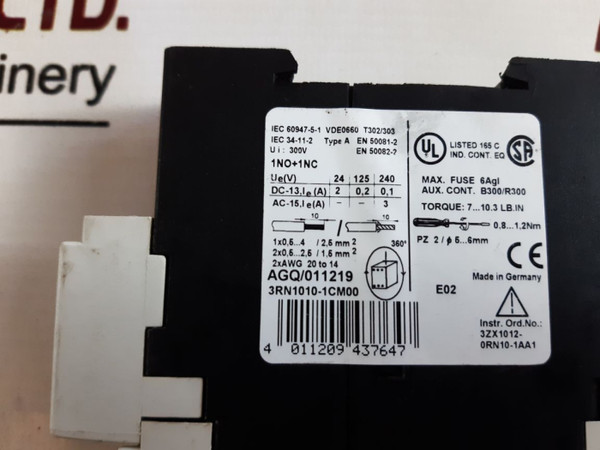 LTD.
hinery
IEC 60947-5-1 VDE0660 T302/303
IEC 34-11-2 Type A EN 50081-2
Ui: 300V EN 50082-2
1NO+1NC
Ue(V) 24 125 240
DC-13,Ie(A) 2 0,2 0,1
AC-15,Ie(A) - - 3
10 10
1x0,5...4 / 2,5 mm²
2x0,5...2,5 / 1,5 mm²
2xAWG 20 to 14
360°
AGQ/011219
3RN1010-1CM00
4 011209 437647
UL LISTED 165 C
IND. CONT. EQ SA
MAX. FUSE 6Agl
AUX. CONT. B300/R300
TORQUE: 7...10.3 LB.IN
0,8...1,2Nm
PZ 2 / ϕ 5...6mm
CE Made in Germany
E02
Instr. Ord.No.:
3ZX1012-
0RN10-1AA1